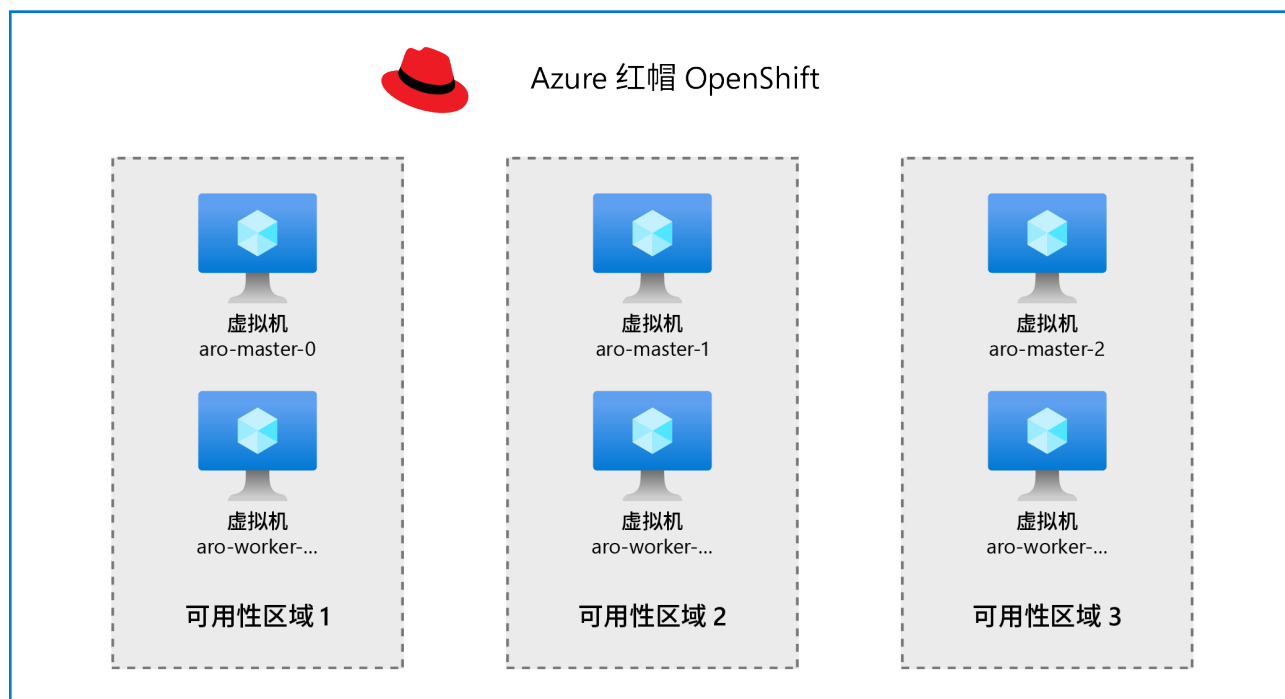 Azure 红帽 OpenShift
虚拟机
aro-master-0
虚拟机
aro-worker-...
可用性区域 1
虚拟机
aro-master-1
虚拟机
aro-worker-...
可用性区域 2
虚拟机
aro-master-2
虚拟机
aro-worker-...
可用性区域 3